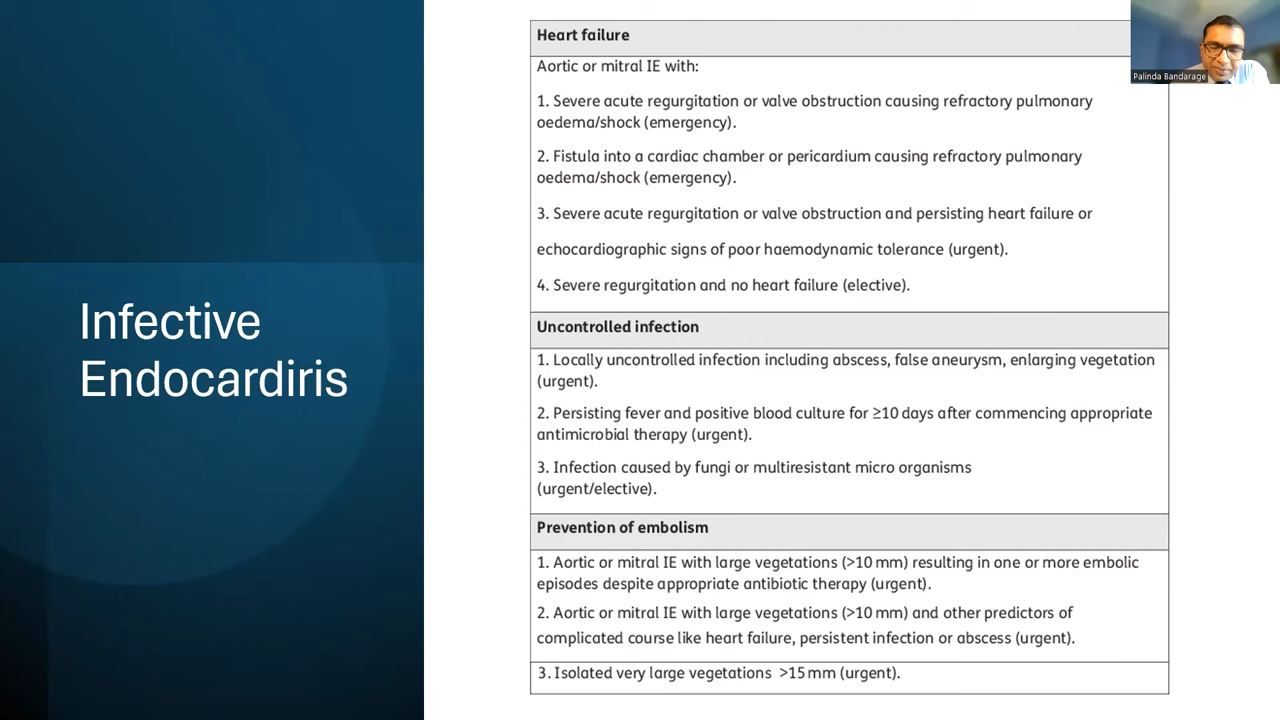 Infective
Endocardiris
Heart failure
Aortic or mitral IE with:
1. Severe acute regurgitation or valve obstruction causing refractory pulmonary
oedema/shock (emergency).
2. Fistula into a cardiac chamber or pericardium causing refractory pulmonary
oedema/shock (emergency).
3. Severe acute regurgitation or valve obstruction and persisting heart failure or
echocardiographic signs of poor haemodynamic tolerance (urgent).
4. Severe regurgitation and no heart failure (elective).
Uncontrolled infection
1. Locally uncontrolled infection including abscess, false aneurysm, enlarging vegetation
(urgent).
2. Persisting fever and positive blood culture for ≥10 days after commencing appropriate
antimicrobial therapy (urgent).
3. Infection caused by fungi or multiresistant micro organisms
(urgent/elective).
Prevention of embolism
1. Aortic or mitral IE with large vegetations (>10 mm) resulting in one or more embolic
episodes despite appropriate antibiotic therapy (urgent).
2. Aortic or mitral IE with large vegetations (>10 mm) and other predictors of
complicated course like heart failure, persistent infection or abscess (urgent).
3. Isolated very large vegetations >15 mm (urgent).
Palinda Bandarage